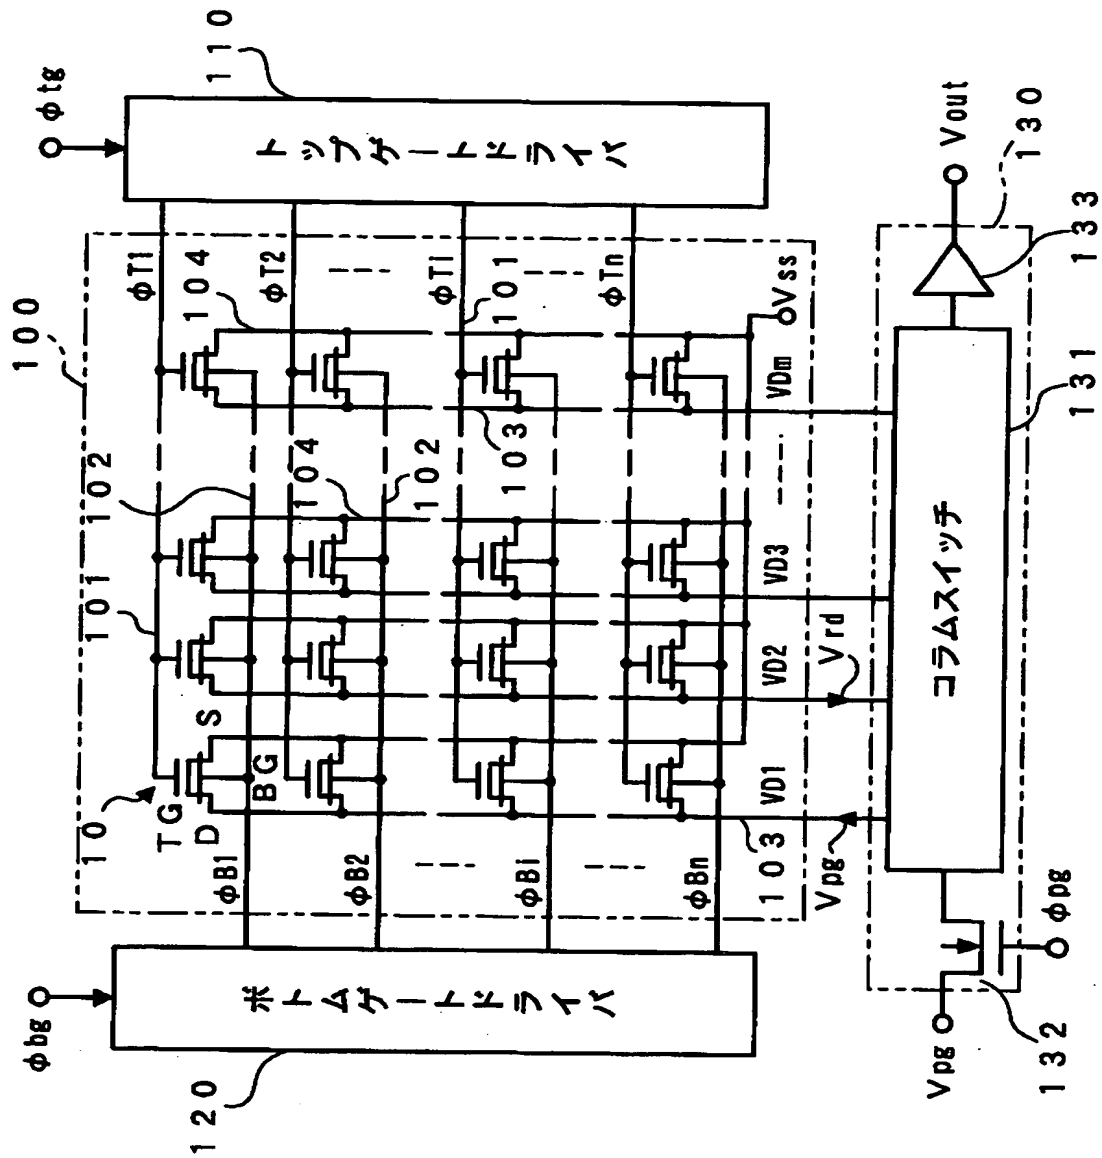 100
101
102
φT1
104
φtg
110
トップゲートドライバ
φT2
104
φTi
101
φTn
Vss
102
103
10
TG
D
S
BG
φB1
φB2
φBi
φBn
φbg
ボトムゲートドライバ
120
VD1
VD2
VD3
VDm
103
Vpg
Vrd
コラムスイッチ
131
133
130
Vout
Vpg
φpg
132